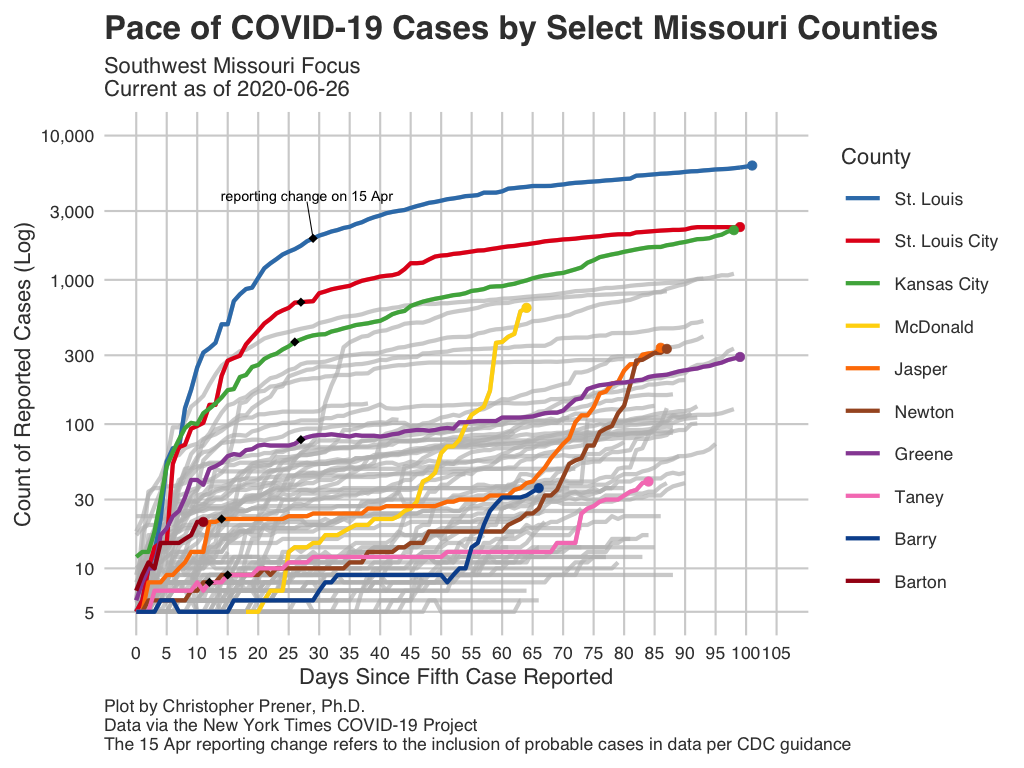 Pace of COVID-19 Cases by Select Missouri Counties
Southwest Missouri Focus
Current as of 2020-06-26
Count of Reported Cases (Log)
10,000
3,000
1,000
300
100
30
10
5
reporting change on 15 Apr
0 5 10 15 20 25 30 35 40 45 50 55 60 65 70 75 80 85 90 95 100 105
Days Since Fifth Case Reported
County
St. Louis
St. Louis City
Kansas City
McDonald
Jasper
Newton
Greene
Taney
Barry
Barton
Plot by Christopher Prener, Ph.D.
Data via the New York Times COVID-19 Project
The 15 Apr reporting change refers to the inclusion of probable cases in data per CDC guidance